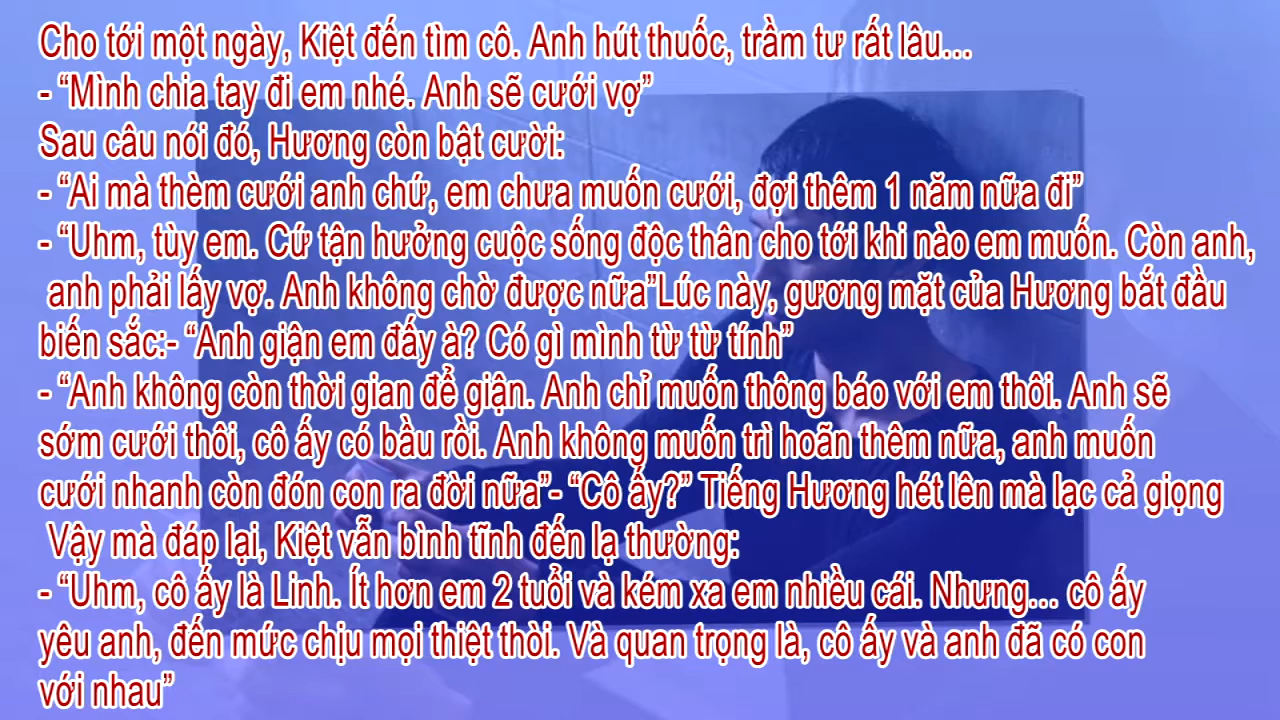 Cho tới một ngày, Kiệt đến tìm cô. Anh hút thuốc, trầm tư rất lâu...
- “Mình chia tay đi em nhé. Anh sẽ cưới vợ”
Sau câu nói đó, Hương còn bật cười:
- “Ai mà thèm cưới anh chứ, em chưa muốn cưới, đợi thêm 1 năm nữa đi”
- “Uhm, tùy em. Cứ tận hưởng cuộc sống độc thân cho tới khi nào em muốn. Còn anh,
anh phải lấy vợ. Anh không chờ được nữa”Lúc này, gương mặt của Hương bắt đầu
biến sắc:- “Anh giận em đấy à? Có gì mình từ từ tính”
- “Anh không còn thời gian để giận. Anh chỉ muốn thông báo với em thôi. Anh sẽ
sớm cưới thôi, cô ấy có bầu rồi. Anh không muốn trì hoãn thêm nữa, anh muốn
cưới nhanh còn đón con ra đời nữa”- “Cô ấy?” Tiếng Hương hét lên mà lạc cả giọng
Vậy mà đáp lại, Kiệt vẫn bình tĩnh đến lạ thường:
- “Uhm, cô ấy là Linh. Ít hơn em 2 tuổi và kém xa em nhiều cái. Nhưng... cô ấy
yêu anh, đến mức chịu mọi thiệt thòi. Và quan trọng là, cô ấy và anh đã có con
với nhau”